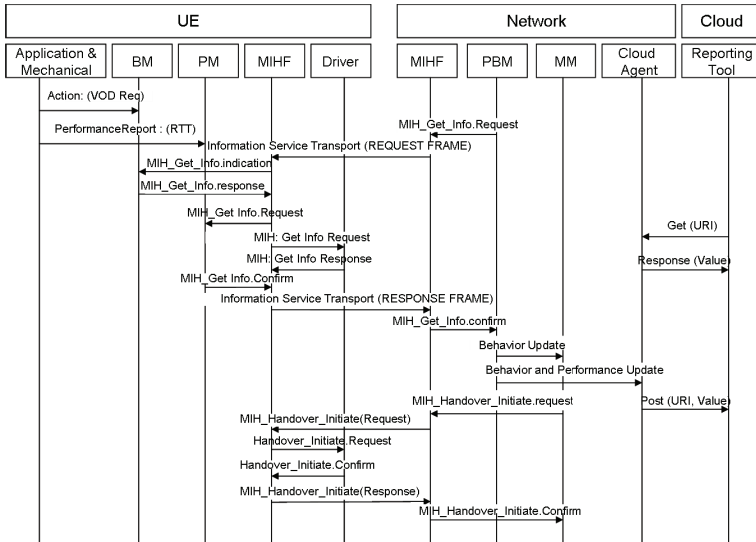 UE
Network
Cloud
Application &
Mechanical
BM
PM
MIHF
Driver
MIHF
PBM
MM
Cloud
Agent
Reporting
Tool
Action: (VOD Req)
PerformanceReport : (RTT)
MIH_Get_Info.Request
Information Service Transport (REQUEST FRAME)
MIH_Get_Info.indication
MIH_Get_Info.response
MIH_Get Info.Request
Get (URI)
MIH: Get Info Request
MIH: Get Info Response
Response (Value)
MIH_Get Info.Confirm
Information Service Transport (RESPONSE FRAME)
MIH_Get_Info.confirm
Behavior Update
Behavior and Performance Update
MIH_Handover_Initiate.request
Post (URI, Value)
MIH_Handover_Initiate(Request)
Handover_Initiate.Request
Handover_Initiate.Confirm
MIH_Handover_Initiate(Response)
MIH_Handover_Initiate.Confirm